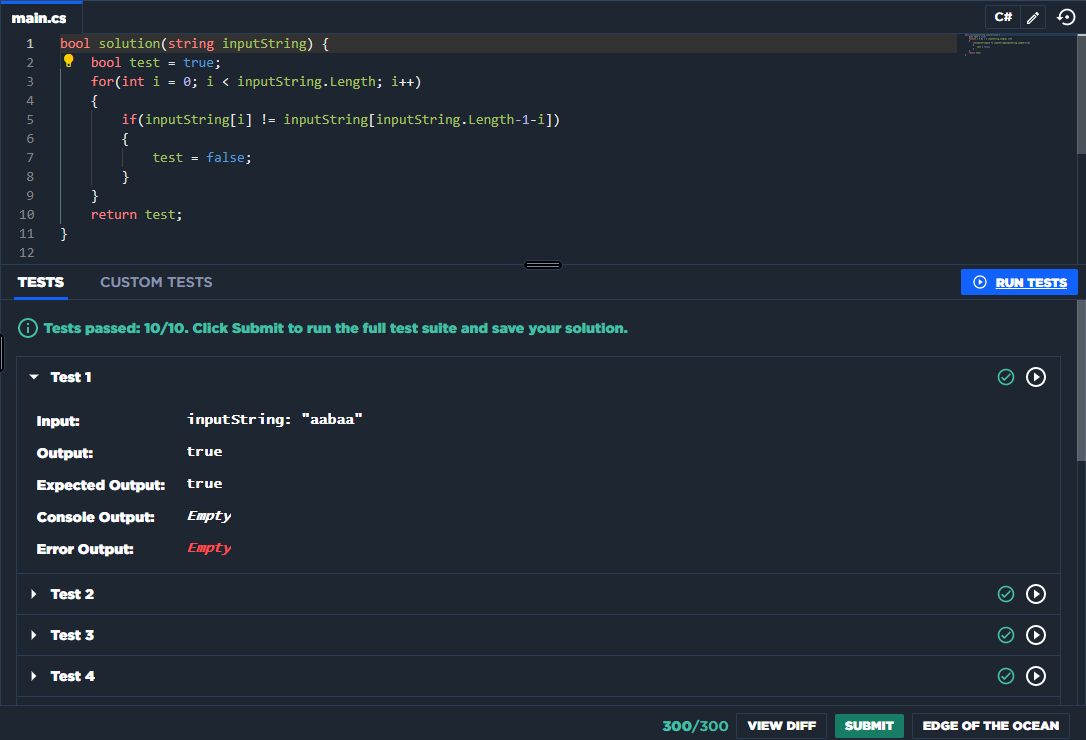 main.cs
C#
1 bool solution(string inputString) {
2 bool test = true;
3 for(int i = 0; i < inputString.Length; i++)
4 {
5 if(inputString[i] != inputString[inputString.Length-1-i])
6 {
7 test = false;
8 }
9 }
10 return test;
11 }
12
TESTS CUSTOM TESTS RUN TESTS
Tests passed: 10/10. Click Submit to run the full test suite and save your solution.
Test 1
Input: inputString: "aabaa"
Output: true
Expected Output: true
Console Output: Empty
Error Output: Empty
Test 2
Test 3
Test 4
300/300 VIEW DIFF SUBMIT EDGE OF THE OCEAN